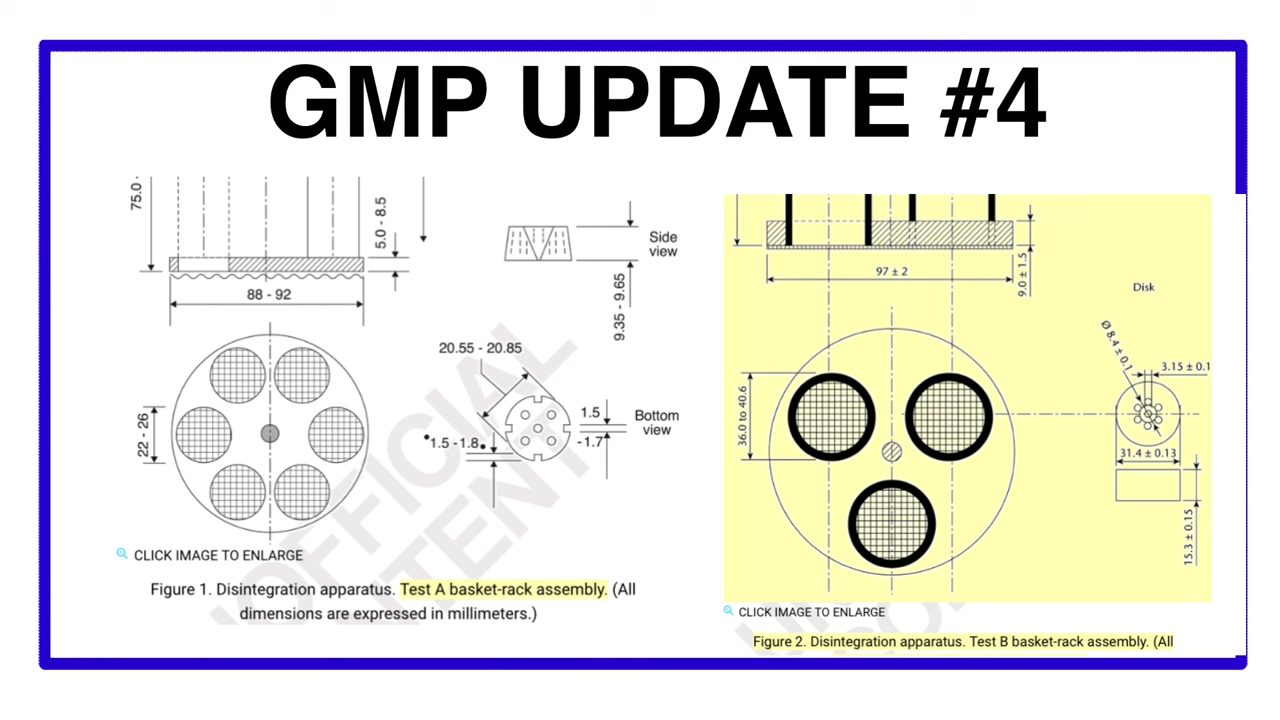 GMP UPDATE #4
75.0
5.0 - 8.5
88 - 92
22 - 26
Side
view
9.35 - 9.65
20.55 - 20.85
1.5
-1.7
•1.5 -1.8•
Bottom
view
CLICK IMAGE TO ENLARGE
Figure 1. Disintegration apparatus. Test A basket-rack assembly. (All
dimensions are expressed in millimeters.)
97 ± 2
9.0 ± 1.5
Disk
Ø 8.4 ± 0.1
3.15 ± 0.1
36.0 to 40.6
31.4 ± 0.13
15.3 ± 0.15
CLICK IMAGE TO ENLARGE
Figure 2. Disintegration apparatus. Test B basket-rack assembly. (All